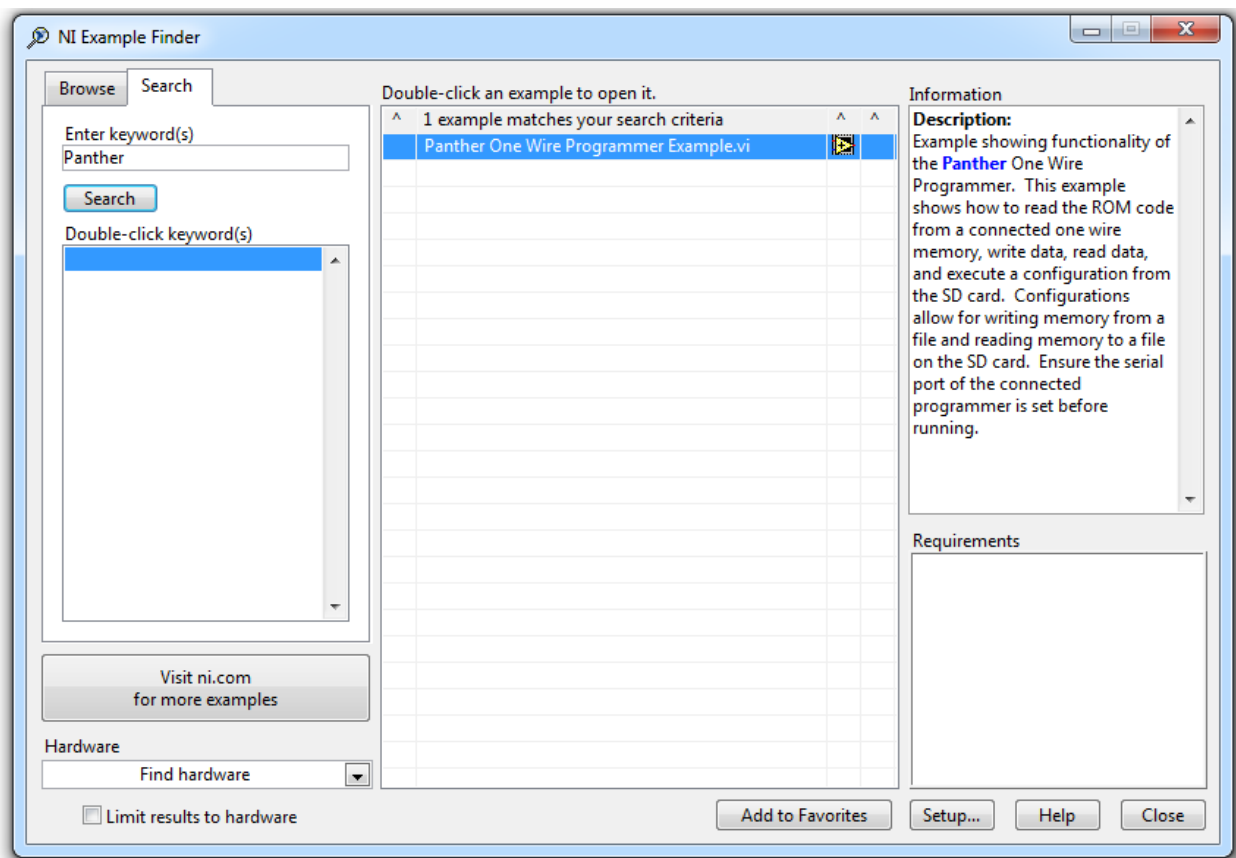 NI Example Finder
Browse
Search
Enter keyword(s)
Panther
Search
Double-click keyword(s)
Visit ni.com
for more examples
Hardware
Find hardware
Limit results to hardware
Double-click an example to open it.
^ 1 example matches your search criteria ^ ^
Panther One Wire Programmer Example.vi
Information
Description:
Example showing functionality of
the Panther One Wire
Programmer. This example
shows how to read the ROM code
from a connected one wire
memory, write data, read data,
and execute a configuration from
the SD card. Configurations
allow for writing memory from a
file and reading memory to a file
on the SD card. Ensure the serial
port of the connected
programmer is set before
running.
Requirements
Add to Favorites
Setup...
Help
Close